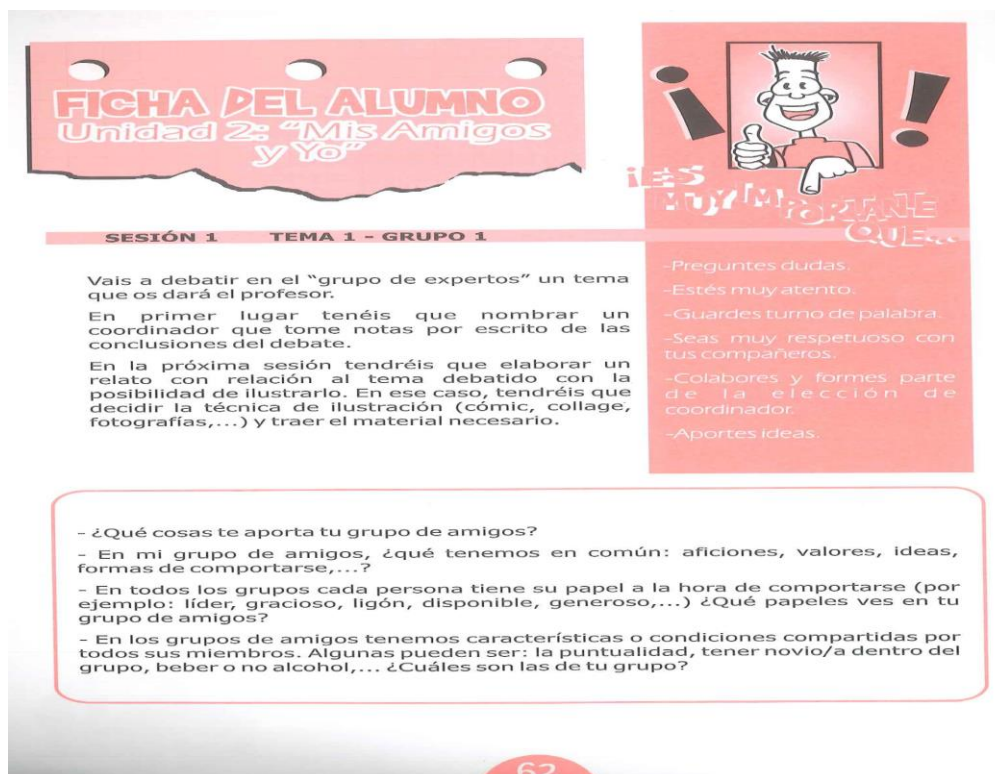 FICHA DEL ALUMNO
Unidad 2: "Mis Amigos
y Yo"
¡ !
¡ES
MUY IMPORTANTE
QUE...
SESIÓN 1 TEMA 1 - GRUPO 1
Vais a debatir en el "grupo de expertos" un tema
que os dará el profesor.
En primer lugar tenéis que nombrar un
coordinador que tome notas por escrito de las
conclusiones del debate.
En la próxima sesión tendréis que elaborar un
relato con relación al tema debatido con la
posibilidad de ilustrarlo. En ese caso, tendréis que
decidir la técnica de ilustración (cómic, collage,
fotografías,...) y traer el material necesario.
-Preguntes dudas.
-Estés muy atento.
-Guardes turno de palabra.
-Seas muy respetuoso con
tus compañeros.
-Colabores y formes parte
de la elección de
coordinador.
-Aportes ideas.
- ¿Qué cosas te aporta tu grupo de amigos?
- En mi grupo de amigos, ¿qué tenemos en común: aficiones, valores, ideas,
formas de comportarse,...?
- En todos los grupos cada persona tiene su papel a la hora de comportarse (por
ejemplo: líder, gracioso, ligón, disponible, generoso,...) ¿Qué papeles ves en tu
grupo de amigos?
- En los grupos de amigos tenemos características o condiciones compartidas por
todos sus miembros. Algunas pueden ser: la puntualidad, tener novio/a dentro del
grupo, beber o no alcohol,... ¿Cuáles son las de tu grupo?
62